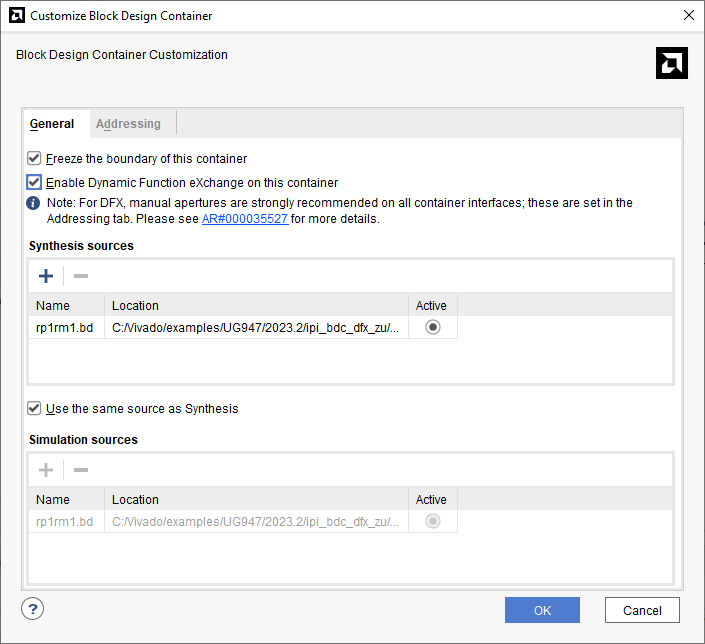 Customize Block Design Container
Block Design Container Customization
General Addressing
Freeze the boundary of this container
Enable Dynamic Function eXchange on this container
Note: For DFX, manual apertures are strongly recommended on all container interfaces; these are set in the
Addressing tab. Please see AR#000035527 for more details.
Synthesis sources
Name Location Active
rp1rm1.bd C:/Vivado/examples/UG947/2023.2/ipi_bdc_dfx_zu/...
Use the same source as Synthesis
Simulation sources
Name Location Active
rp1rm1.bd C:/Vivado/examples/UG947/2023.2/ipi_bdc_dfx_zu/...
? OK Cancel